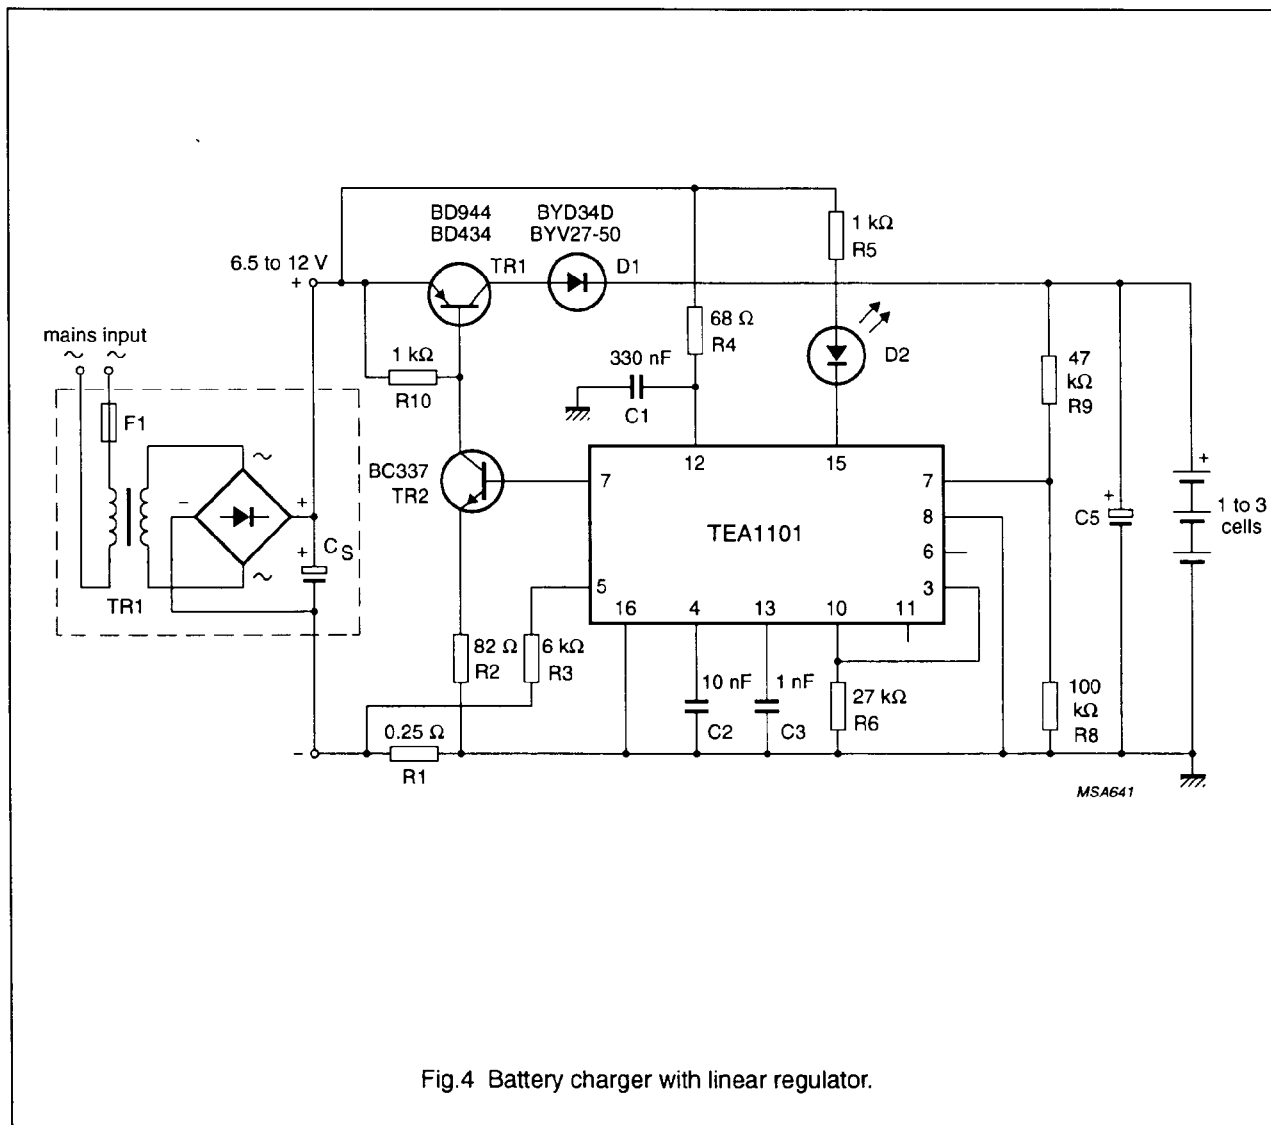 BD944
BD434
BYD34D
BYV27-50
1 kΩ
R5
6.5 to 12 V
+
TR1
D1
mains input
~
~
68 Ω
R4
D2
1 kΩ
R10
330 nF
C1
47
kΩ
R9
F1
12
15
+
BC337
TR2
7
7
~
−
+
TEA1101
8
+
C5
1 to 3
cells
+
CS
6
5
3
~
TR1
16
4
13
10
11
82 Ω
R2
6 kΩ
R3
10 nF
C2
1 nF
C3
27 kΩ
R6
100
kΩ
R8
0.25 Ω
−
R1
MSA641
Fig.4 Battery charger with linear regulator.